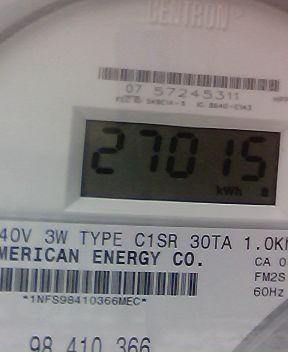 CENTRON
07 57245311
27015
kWh
40V 3W TYPE C1SR 30TA 1.0K
MERICAN ENERGY CO.
CA 0
FM2S
60Hz
*1NFS98410366MEC*
98 410 366